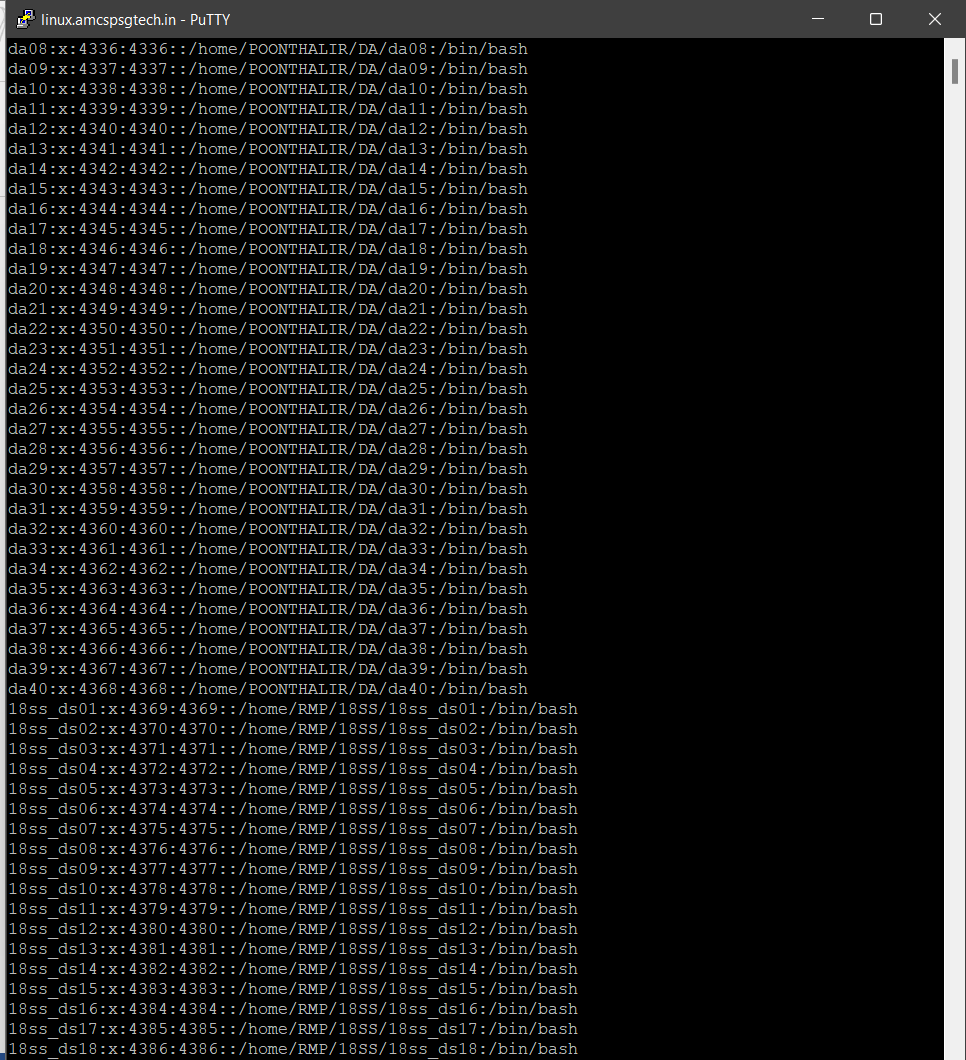 linux.amcspsgtech.in - PuTTY
da08:x:4336:4336::/home/POONTHALIR/DA/da08:/bin/bash
da09:x:4337:4337::/home/POONTHALIR/DA/da09:/bin/bash
da10:x:4338:4338::/home/POONTHALIR/DA/da10:/bin/bash
da11:x:4339:4339::/home/POONTHALIR/DA/da11:/bin/bash
da12:x:4340:4340::/home/POONTHALIR/DA/da12:/bin/bash
da13:x:4341:4341::/home/POONTHALIR/DA/da13:/bin/bash
da14:x:4342:4342::/home/POONTHALIR/DA/da14:/bin/bash
da15:x:4343:4343::/home/POONTHALIR/DA/da15:/bin/bash
da16:x:4344:4344::/home/POONTHALIR/DA/da16:/bin/bash
da17:x:4345:4345::/home/POONTHALIR/DA/da17:/bin/bash
da18:x:4346:4346::/home/POONTHALIR/DA/da18:/bin/bash
da19:x:4347:4347::/home/POONTHALIR/DA/da19:/bin/bash
da20:x:4348:4348::/home/POONTHALIR/DA/da20:/bin/bash
da21:x:4349:4349::/home/POONTHALIR/DA/da21:/bin/bash
da22:x:4350:4350::/home/POONTHALIR/DA/da22:/bin/bash
da23:x:4351:4351::/home/POONTHALIR/DA/da23:/bin/bash
da24:x:4352:4352::/home/POONTHALIR/DA/da24:/bin/bash
da25:x:4353:4353::/home/POONTHALIR/DA/da25:/bin/bash
da26:x:4354:4354::/home/POONTHALIR/DA/da26:/bin/bash
da27:x:4355:4355::/home/POONTHALIR/DA/da27:/bin/bash
da28:x:4356:4356::/home/POONTHALIR/DA/da28:/bin/bash
da29:x:4357:4357::/home/POONTHALIR/DA/da29:/bin/bash
da30:x:4358:4358::/home/POONTHALIR/DA/da30:/bin/bash
da31:x:4359:4359::/home/POONTHALIR/DA/da31:/bin/bash
da32:x:4360:4360::/home/POONTHALIR/DA/da32:/bin/bash
da33:x:4361:4361::/home/POONTHALIR/DA/da33:/bin/bash
da34:x:4362:4362::/home/POONTHALIR/DA/da34:/bin/bash
da35:x:4363:4363::/home/POONTHALIR/DA/da35:/bin/bash
da36:x:4364:4364::/home/POONTHALIR/DA/da36:/bin/bash
da37:x:4365:4365::/home/POONTHALIR/DA/da37:/bin/bash
da38:x:4366:4366::/home/POONTHALIR/DA/da38:/bin/bash
da39:x:4367:4367::/home/POONTHALIR/DA/da39:/bin/bash
da40:x:4368:4368::/home/POONTHALIR/DA/da40:/bin/bash
18ss_ds01:x:4369:4369::/home/RMP/18SS/18ss_ds01:/bin/bash
18ss_ds02:x:4370:4370::/home/RMP/18SS/18ss_ds02:/bin/bash
18ss_ds03:x:4371:4371::/home/RMP/18SS/18ss_ds03:/bin/bash
18ss_ds04:x:4372:4372::/home/RMP/18SS/18ss_ds04:/bin/bash
18ss_ds05:x:4373:4373::/home/RMP/18SS/18ss_ds05:/bin/bash
18ss_ds06:x:4374:4374::/home/RMP/18SS/18ss_ds06:/bin/bash
18ss_ds07:x:4375:4375::/home/RMP/18SS/18ss_ds07:/bin/bash
18ss_ds08:x:4376:4376::/home/RMP/18SS/18ss_ds08:/bin/bash
18ss_ds09:x:4377:4377::/home/RMP/18SS/18ss_ds09:/bin/bash
18ss_ds10:x:4378:4378::/home/RMP/18SS/18ss_ds10:/bin/bash
18ss_ds11:x:4379:4379::/home/RMP/18SS/18ss_ds11:/bin/bash
18ss_ds12:x:4380:4380::/home/RMP/18SS/18ss_ds12:/bin/bash
18ss_ds13:x:4381:4381::/home/RMP/18SS/18ss_ds13:/bin/bash
18ss_ds14:x:4382:4382::/home/RMP/18SS/18ss_ds14:/bin/bash
18ss_ds15:x:4383:4383::/home/RMP/18SS/18ss_ds15:/bin/bash
18ss_ds16:x:4384:4384::/home/RMP/18SS/18ss_ds16:/bin/bash
18ss_ds17:x:4385:4385::/home/RMP/18SS/18ss_ds17:/bin/bash
18ss_ds18:x:4386:4386::/home/RMP/18SS/18ss_ds18:/bin/bash